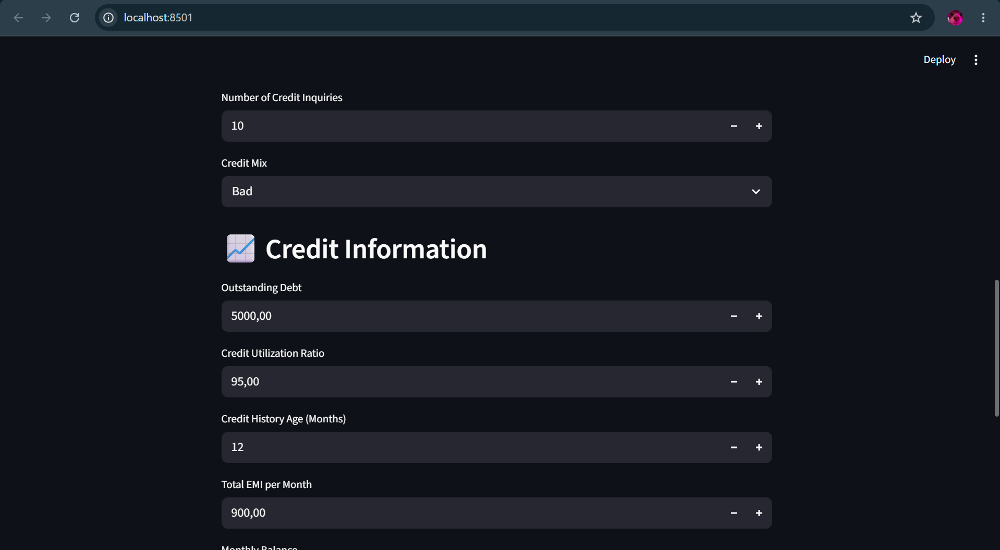 localhost:8501
Deploy
Number of Credit Inquiries
10
Credit Mix
Bad
Credit Information
Outstanding Debt
5000,00
Credit Utilization Ratio
95,00
Credit History Age (Months)
12
Total EMI per Month
900,00
Monthly Balance